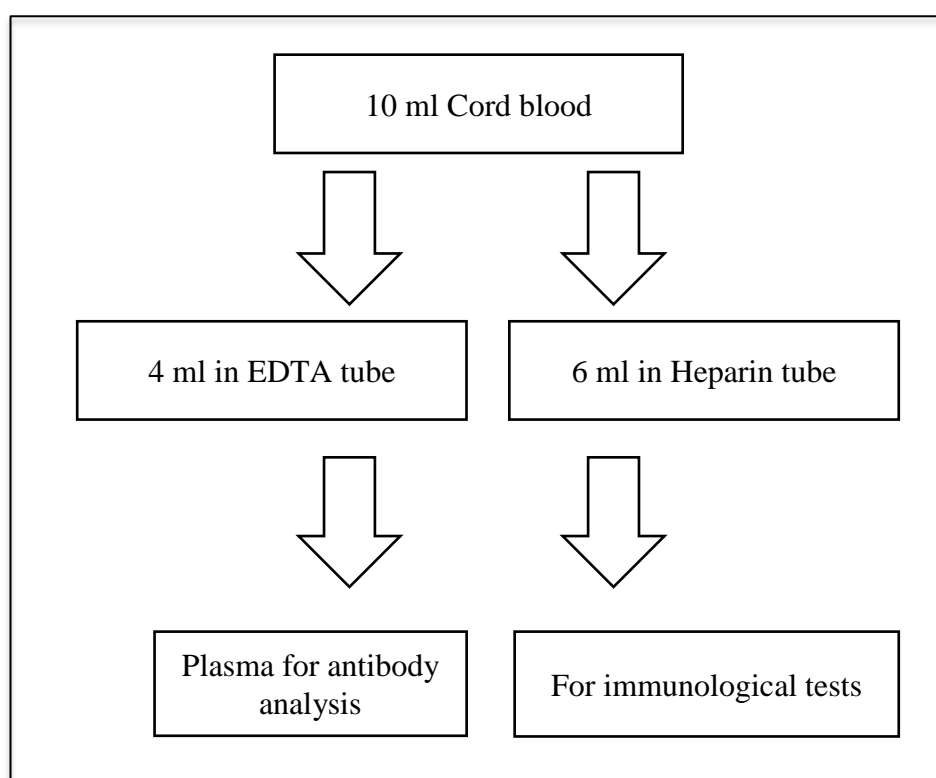 10 ml Cord blood
4 ml in EDTA tube
6 ml in Heparin tube
Plasma for antibody
analysis
For immunological tests